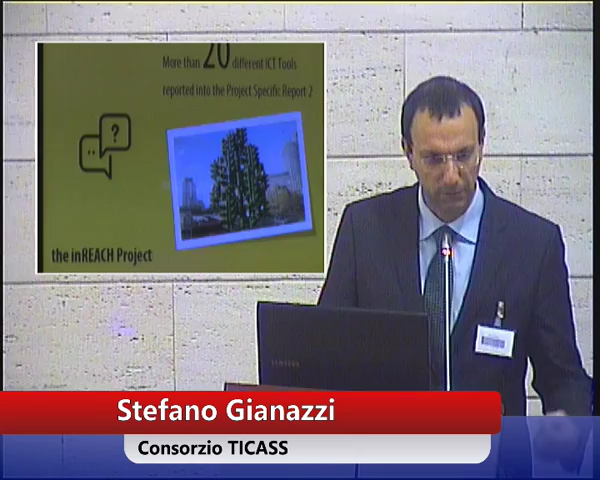 More than 20 different ICT Tools
reported into the Project Specific Report 2
?
the inREACH Project
SAMSUNG
Stefano Gianazzi
Consorzio TICASS